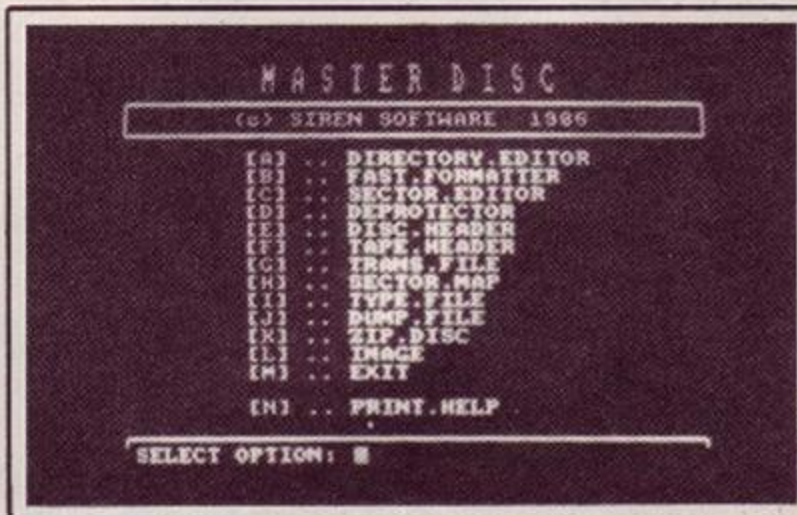 MASTER DISC
(c) SIREN SOFTWARE 1986
[A] .. DIRECTORY.EDITOR
[B] .. FAST.FORMATTER
[C] .. SECTOR.EDITOR
[D] .. DEPROTECTOR
[E] .. DISC.HEADER
[F] .. TAPE.HEADER
[G] .. TRANS.FILE
[H] .. SECTOR.MAP
[I] .. TYPE.FILE
[J] .. DUMP.FILE
[K] .. ZIP.DISC
[L] .. IMAGE
[M] .. EXIT
[N] .. PRINT.HELP
SELECT OPTION: